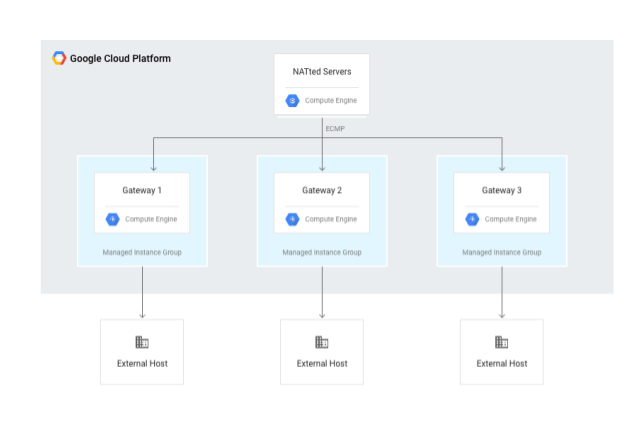 Google Cloud Platform
NATted Servers
Compute Engine
ECMP
Gateway 1
Compute Engine
Managed Instance Group
Gateway 2
Compute Engine
Managed Instance Group
Gateway 3
Compute Engine
Managed Instance Group
External Host
External Host
External Host